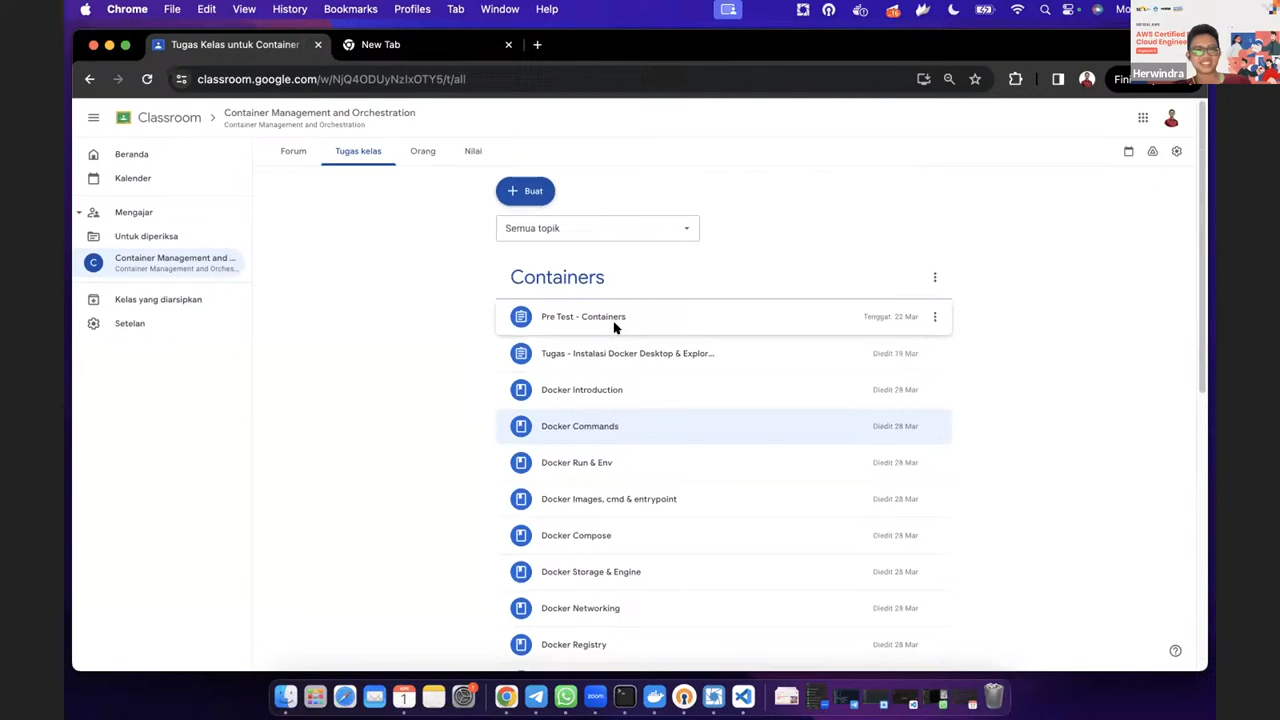 Chrome File Edit View History Bookmarks Profiles Tab Window Help
Tugas Kelas untuk Container
New Tab
classroom.google.com/w/NjQ4ODUyNzIxOTY5/t/all
AWS Certified
Cloud Engineer
Herwindra
Classroom
Container Management and Orchestration
Container Management and Orchestration
Forum Tugas kelas Orang Nilai
Beranda
Kalender
Mengajar
Untuk diperiksa
C
Container Management and ...
Container Management and Orches...
Kelas yang diarsipkan
Setelan
+ Buat
Semua topik
Containers
Pre Test - Containers Tenggat: 22 Mar
Tugas - Instalasi Docker Desktop & Explor... Diedit 19 Mar
Docker Introduction Diedit 28 Mar
Docker Commands Diedit 28 Mar
Docker Run & Env Diedit 28 Mar
Docker Images, cmd & entrypoint Diedit 28 Mar
Docker Compose Diedit 28 Mar
Docker Storage & Engine Diedit 28 Mar
Docker Networking Diedit 28 Mar
Docker Registry Diedit 28 Mar
zoom
1